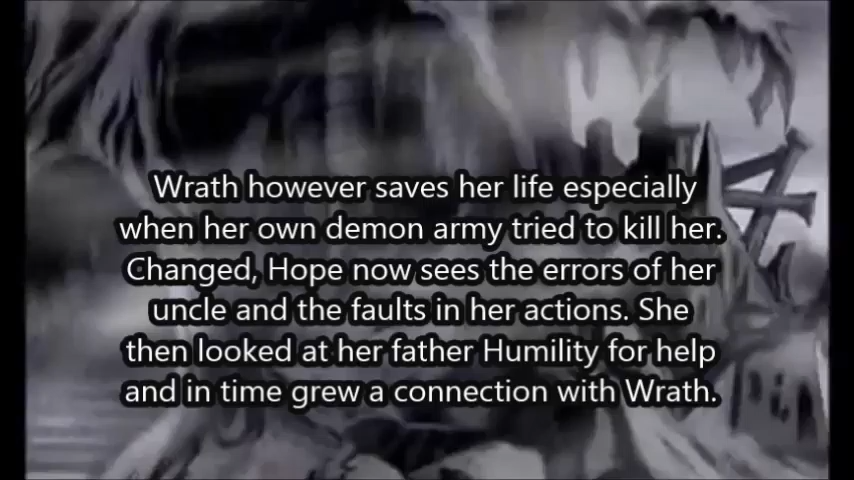 Wrath however saves her life especially
when her own demon army tried to kill her.
Changed, Hope now sees the errors of her
uncle and the faults in her actions. She
then looked at her father Humility for help
and in time grew a connection with Wrath.